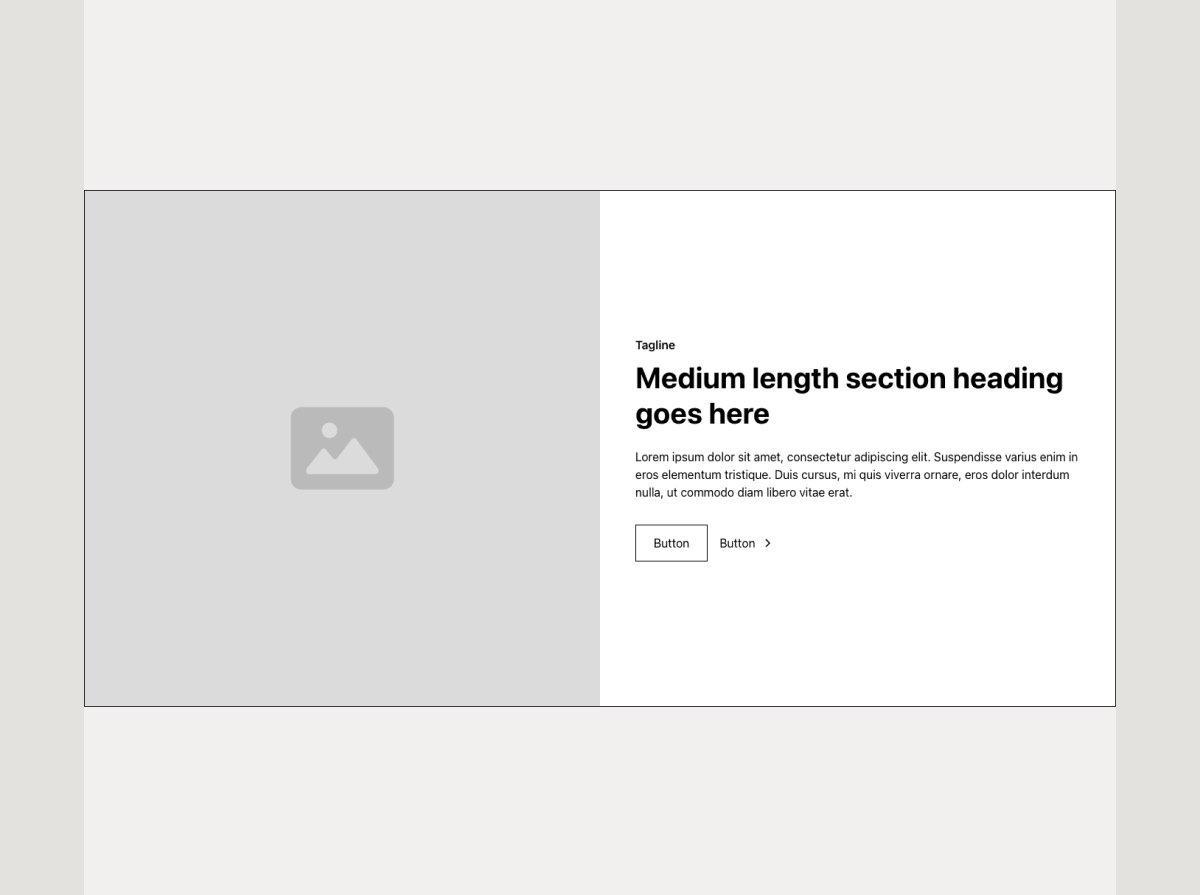 Tagline
Medium length section heading
goes here
Lorem ipsum dolor sit amet, consectetur adipiscing elit. Suspendisse varius enim in
eros elementum tristique. Duis cursus, mi quis viverra ornare, eros dolor interdum
nulla, ut commodo diam libero vitae erat.
Button
Button